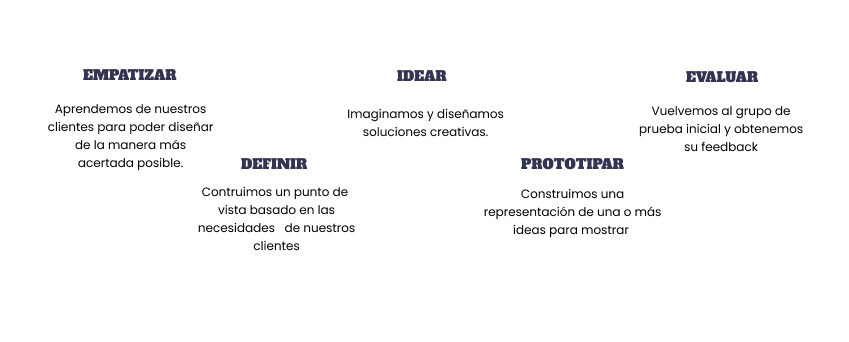 EMPATIZAR
Aprendemos de nuestros
clientes para poder diseñar
de la manera más
acertada posible.
DEFINIR
Contruimos un punto de
vista basado en las
necesidades de nuestros
clientes
IDEAR
Imaginamos y diseñamos
soluciones creativas.
PROTOTIPAR
Construimos una
representación de una o más
ideas para mostrar
EVALUAR
Vuelvemos al grupo de
prueba inicial y obtenemos
su feedback